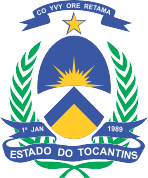 CO YVY ORE RETAMA
1º JAN 1989
ESTADO DO TOCANTINS